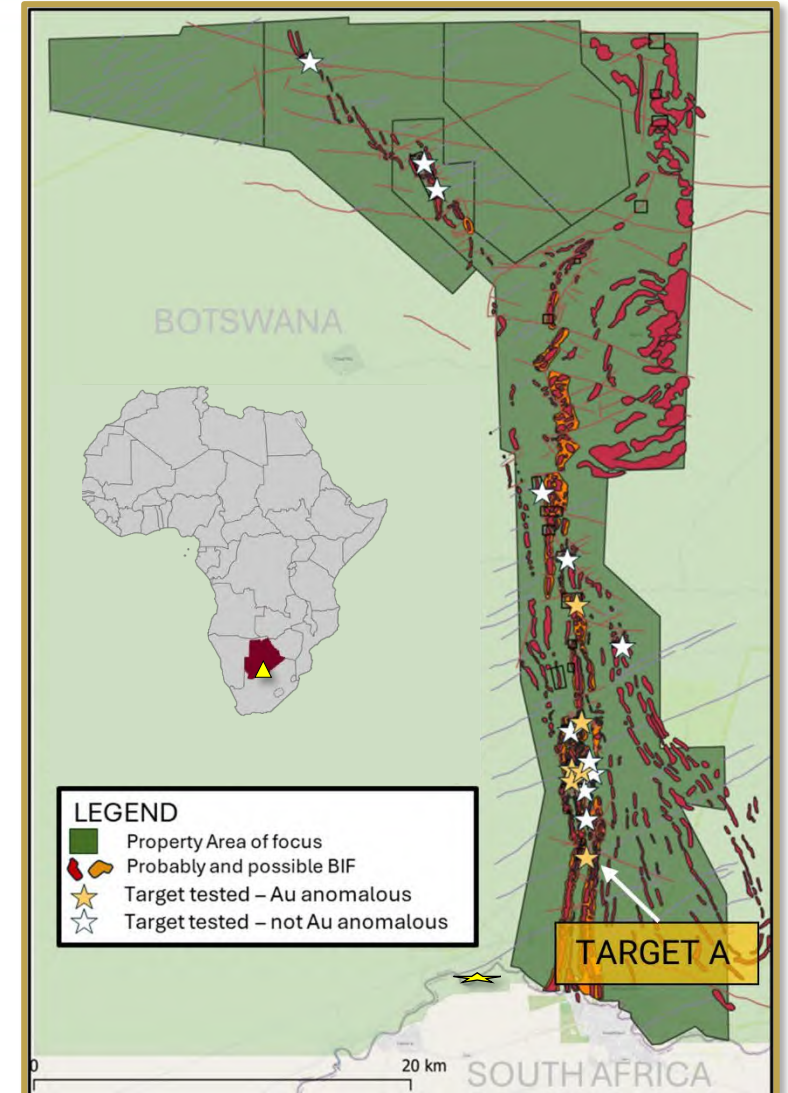 BOTSWANA
LEGEND
Property Area of focus
Probably and possible BIF
Target tested – Au anomalous
Target tested – not Au anomalous
TARGET A
0
20 km
SOUTH AFRICA